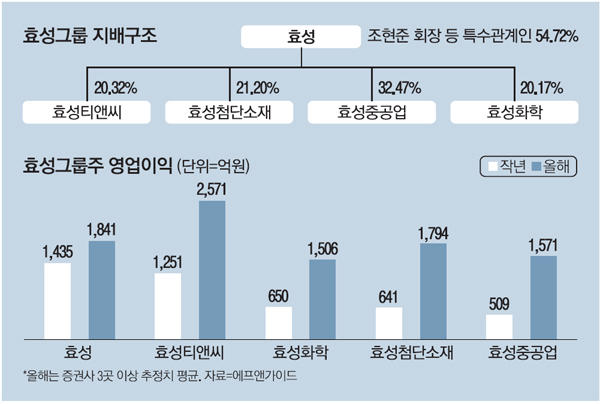 효성그룹 지배구조
효성
조현준 회장 등 특수관계인 54.72%
20.32% 21.20% 32.47% 20.17%
효성티앤씨 효성첨단소재 효성중공업 효성화학
효성그룹주 영업이익 (단위=억원)
작년 올해
1,435 1,841 1,251 2,571 650 1,506 641 1,794 509 1,571
효성 효성티앤씨 효성화학 효성첨단소재 효성중공업
*올해는 증권사 3곳 이상 추정치 평균. 자료=에프앤가이드